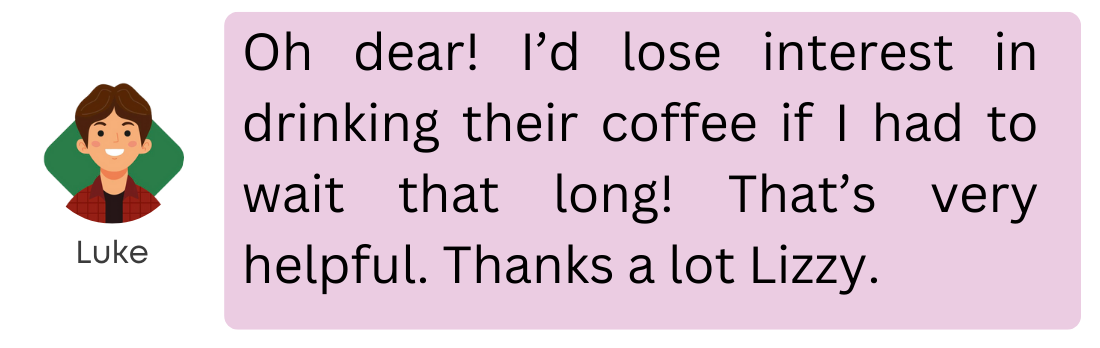 Oh dear! I’d lose interest in
drinking their coffee if I had to
wait that long! That’s very
helpful. Thanks a lot Lizzy.
Luke